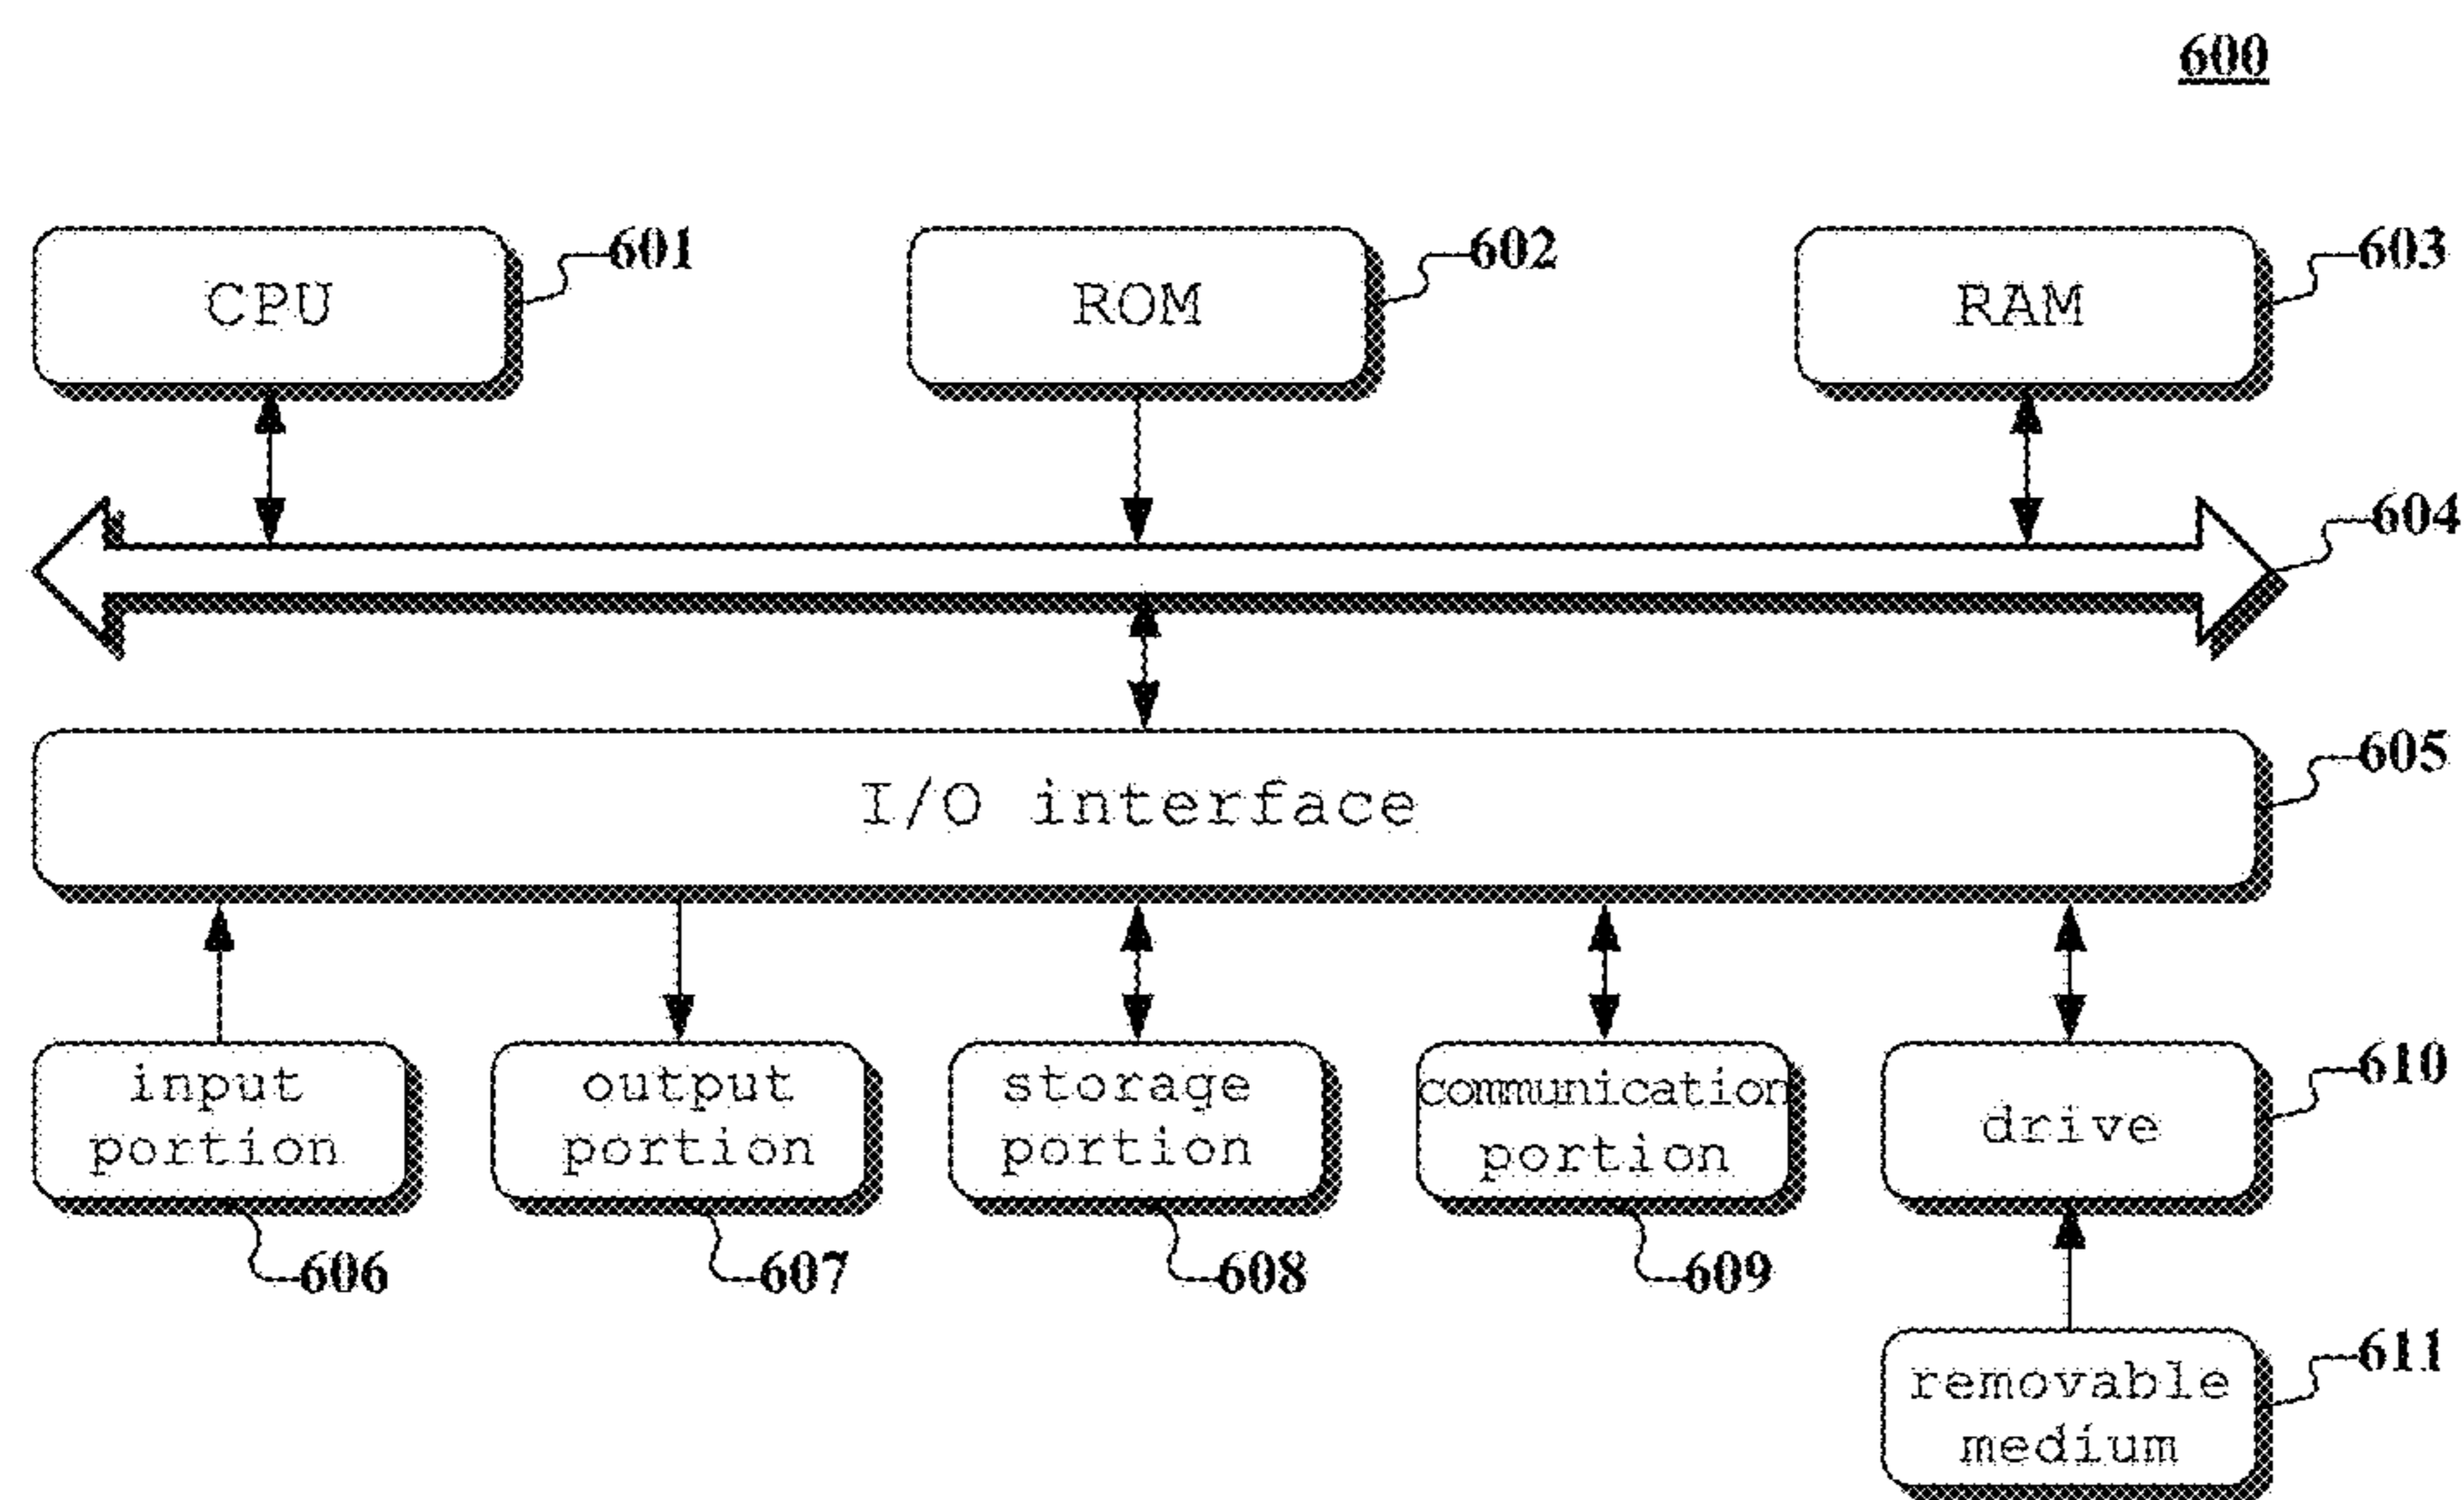 600
CPU
601
ROM
602
RAM
603
604
I/O interface
605
input
portion
606
output
portion
607
storage
portion
608
communication
portion
609
drive
610
removable
medium
611